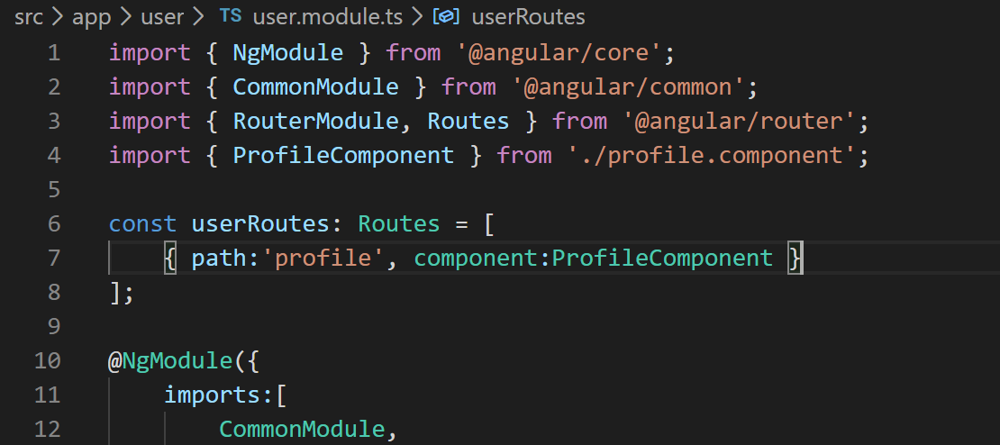 src > app > user > TS user.module.ts > userRoutes
1 import { NgModule } from '@angular/core';
2 import { CommonModule } from '@angular/common';
3 import { RouterModule, Routes } from '@angular/router';
4 import { ProfileComponent } from './profile.component';
5
6 const userRoutes: Routes = [
7     { path:'profile', component:ProfileComponent }
8 ];
9
10 @NgModule({
11     imports:[
12         CommonModule,